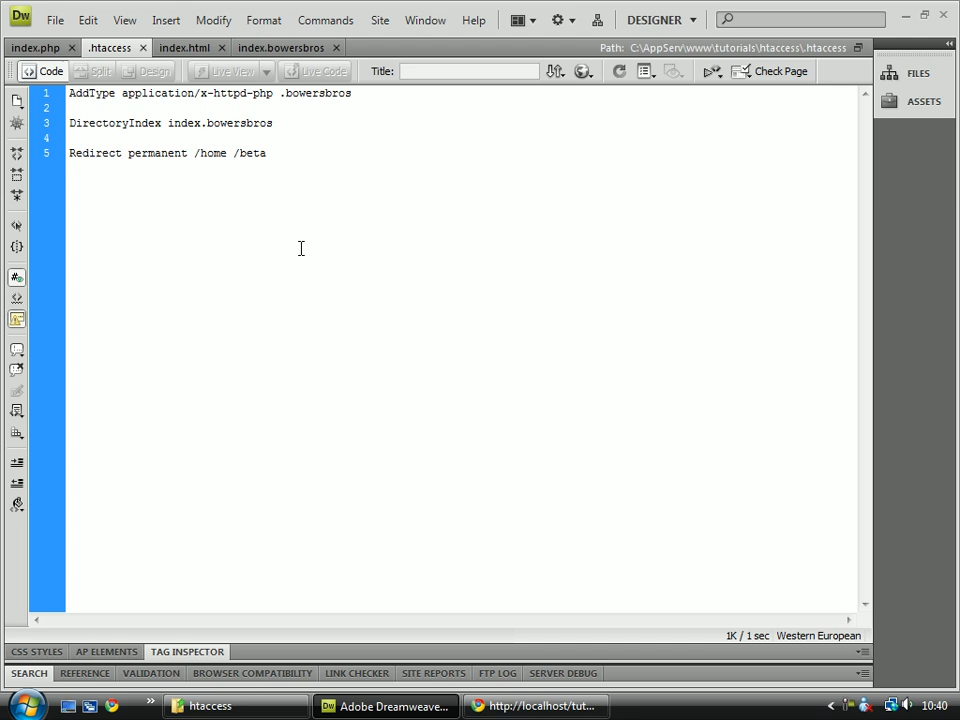 Dw File Edit View Insert Modify Format Commands Site Window Help DESIGNER
index.php .htaccess index.html index.bowersbros Path: C:\AppServ\www\tutorials\htaccess\.htaccess
Code Split Design Live View Live Code Title: Check Page
FILES
ASSETS
1 AddType application/x-httpd-php .bowersbros
2
3 DirectoryIndex index.bowersbros
4
5 Redirect permanent /home /beta
1K / 1 sec Western European
CSS STYLES AP ELEMENTS TAG INSPECTOR
SEARCH REFERENCE VALIDATION BROWSER COMPATIBILITY LINK CHECKER SITE REPORTS FTP LOG SERVER DEBUG
» htaccess Dw Adobe Dreamweave... http://localhost/tut... 10:40